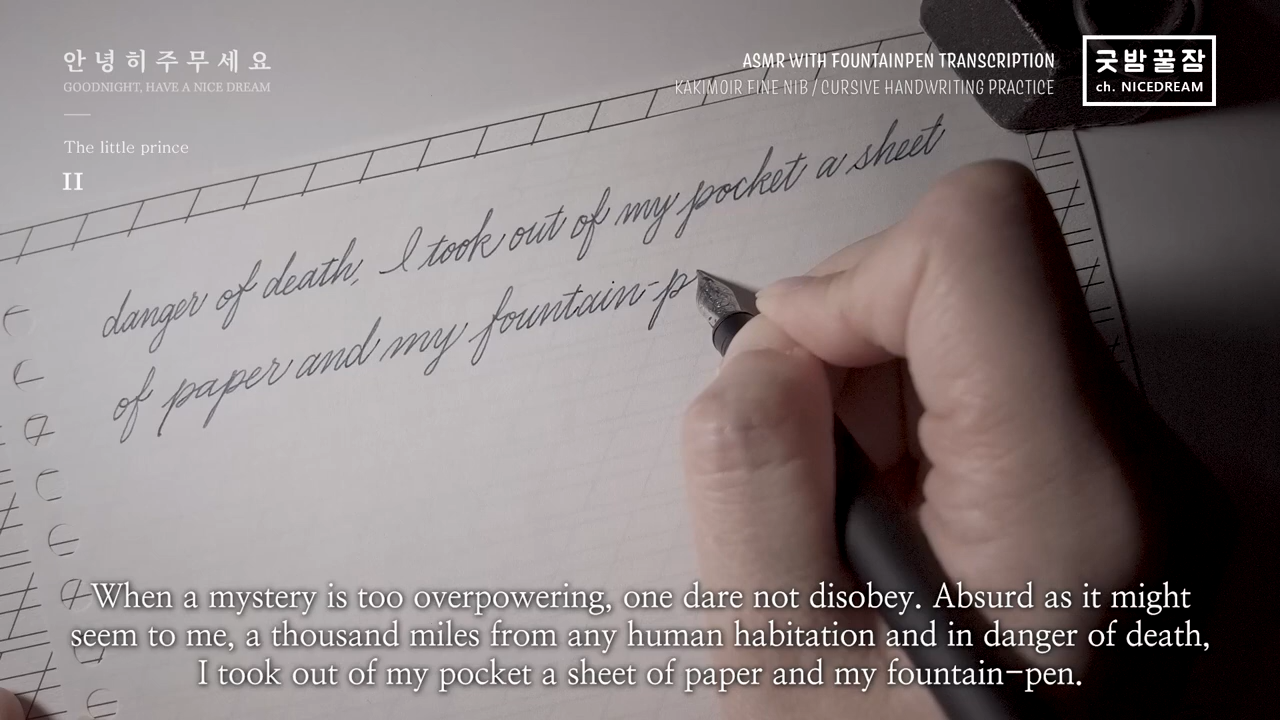 안녕히주무세요
GOODNIGHT, HAVE A NICE DREAM
The little prince
II
ASMR WITH FOUNTAINPEN TRANSCRIPTION
KAKIMOIR FINE NIB / CURSIVE HANDWRITING PRACTICE
굿밤꿀잠
ch. NICEDREAM
danger of death, I took out of my pocket a sheet
of paper and my fountain-p
When a mystery is too overpowering, one dare not disobey. Absurd as it might
seem to me, a thousand miles from any human habitation and in danger of death,
I took out of my pocket a sheet of paper and my fountain-pen.